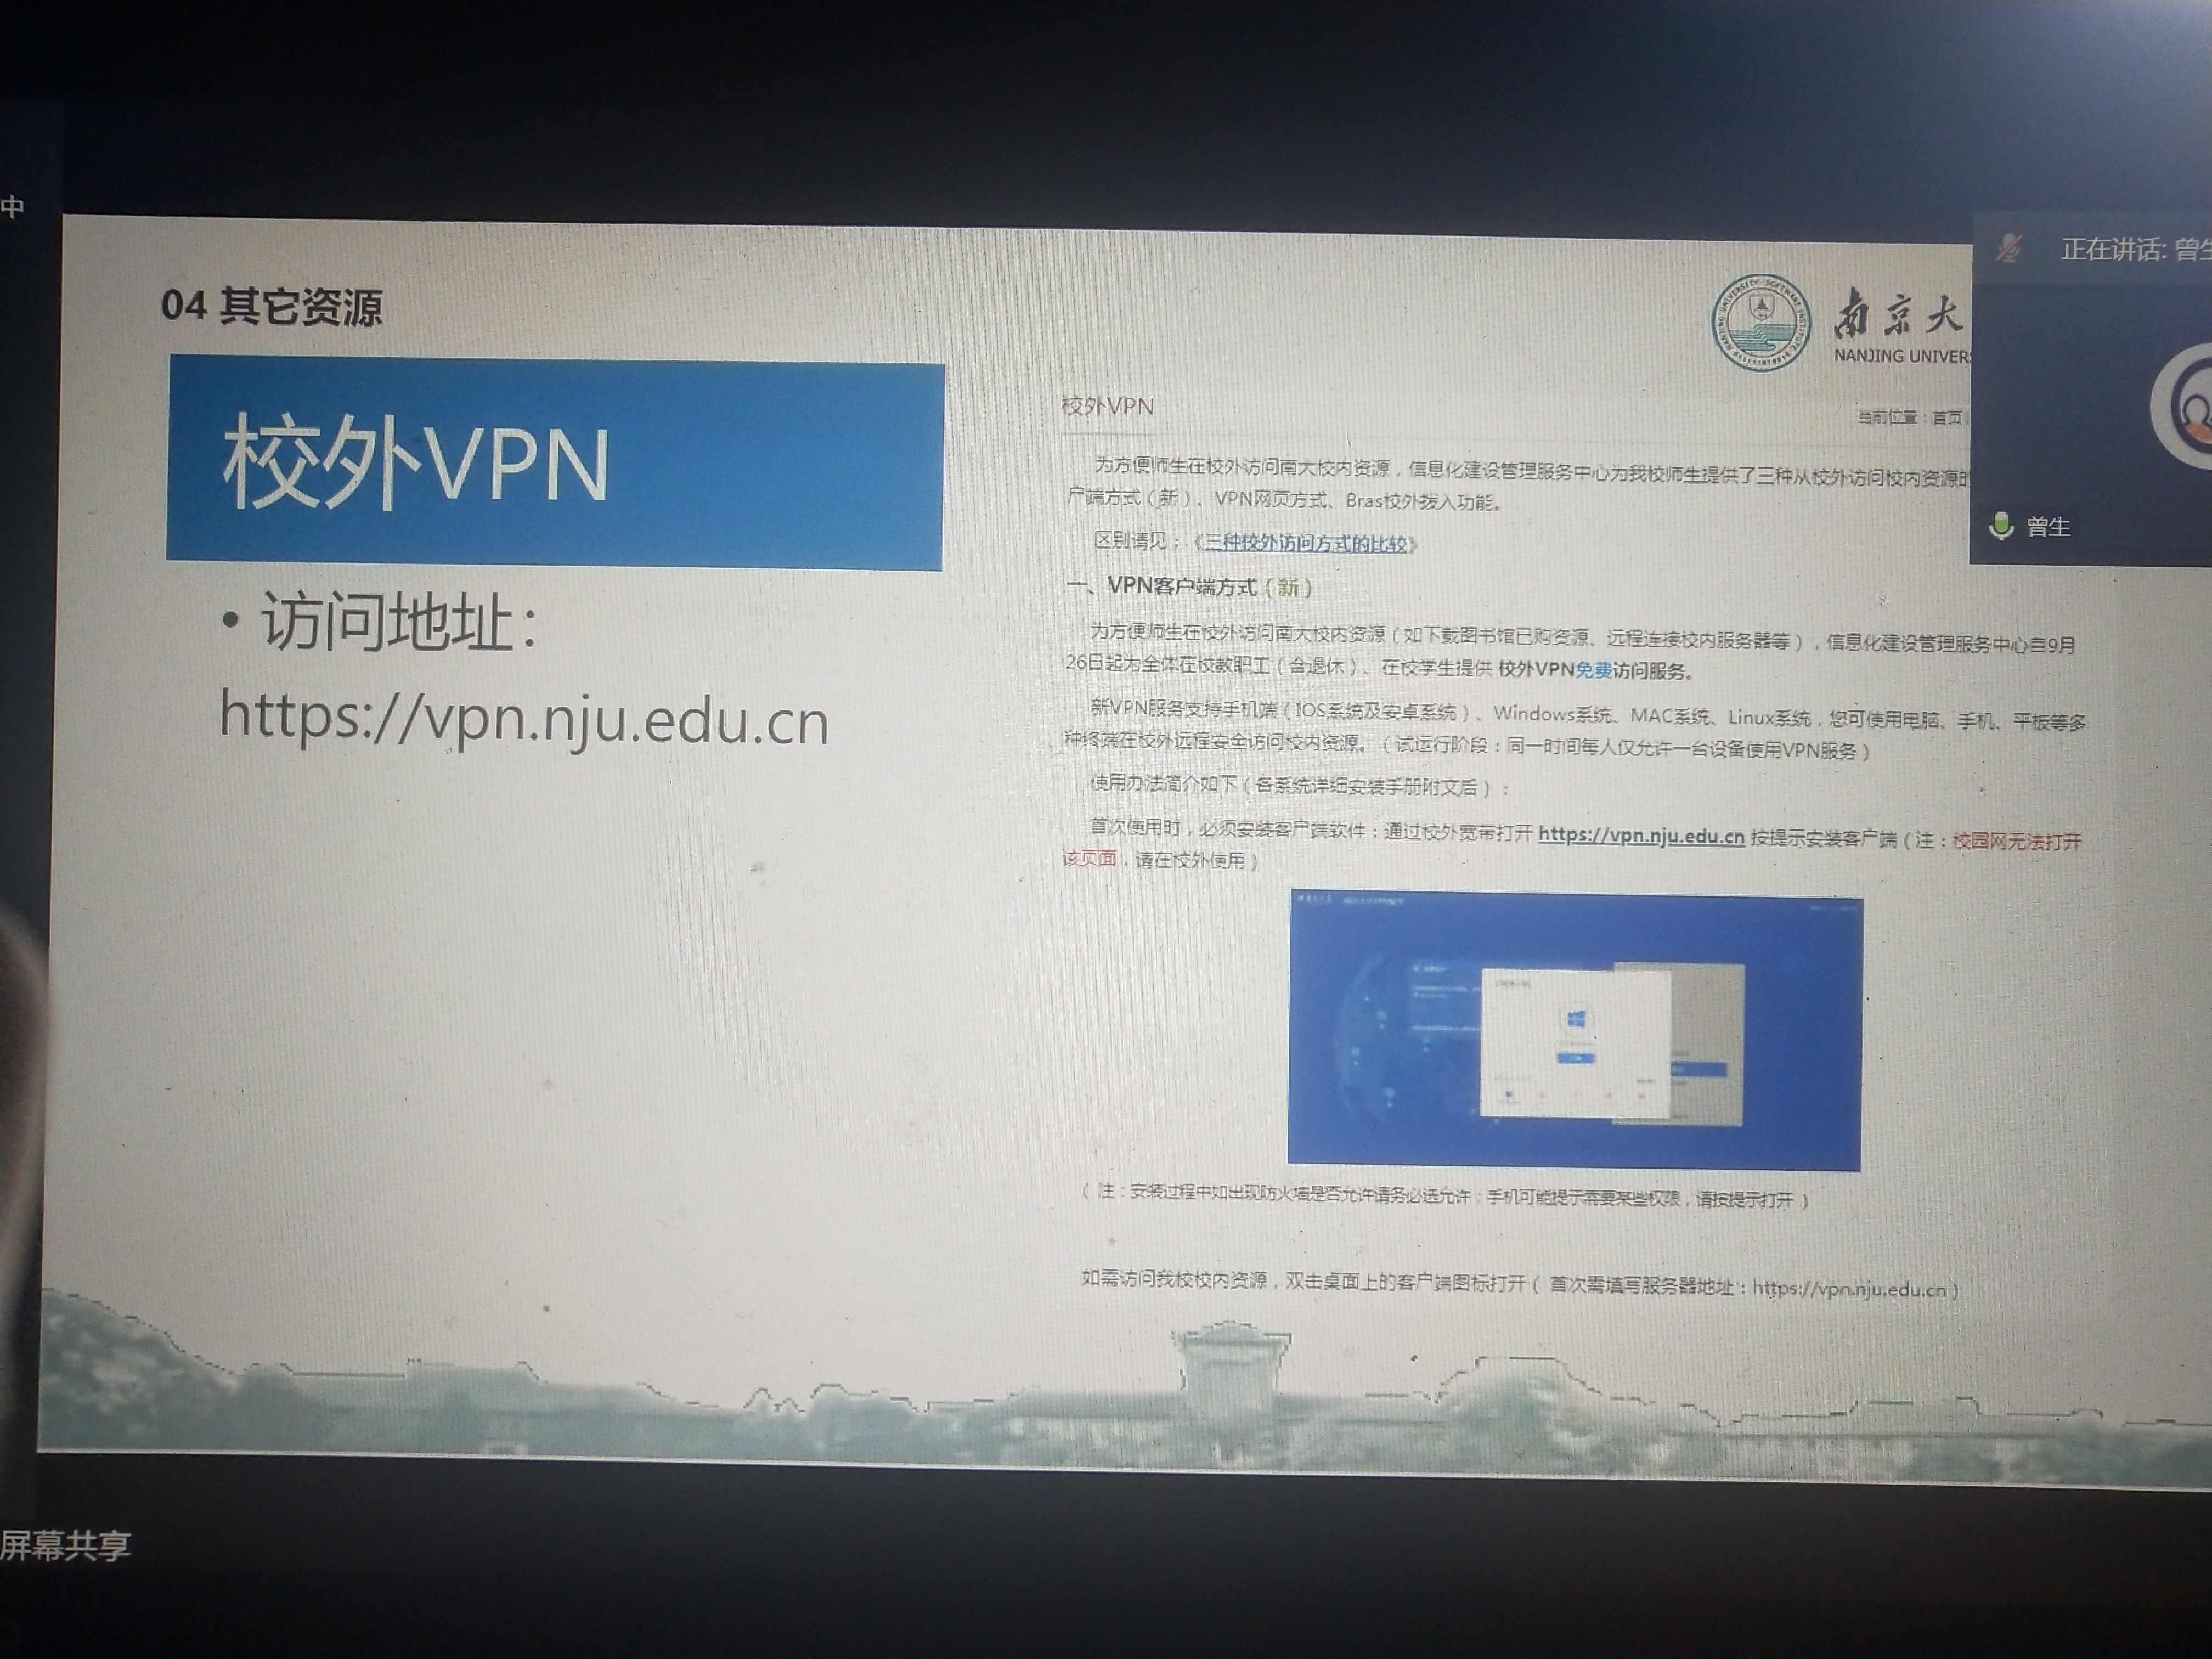 中
04 其它资源
南京大
NANJING UNIVER
正在讲话: 曾生
曾生
校外VPN
• 访问地址：
https://vpn.nju.edu.cn
校外VPN
当前位置：首页
为方便师生在校外访问南大校内资源，信息化建设管理服务中心为我校师生提供了三种从校外访问校内资源的
户端方式（新）、VPN网页方式、Bras校外拨入功能。
区别请见：《三种校外访问方式的比较》
一、VPN客户端方式（新）
为方便师生在校外访问南大校内资源（如下载图书馆已购资源、远程连接校内服务器等），信息化建设管理服务中心自9月
26日起为全体在校教职工（含退休）、在校学生提供 校外VPN免费访问服务。
新VPN服务支持手机端（IOS系统及安卓系统）、Windows系统、MAC系统、Linux系统，您可使用电脑、手机、平板等多
种终端在校外远程安全访问校内资源。（试运行阶段：同一时间每人仅允许一台设备使用VPN服务）
使用办法简介如下（各系统详细安装手册附文后）：
首次使用时，必须安装客户端软件：通过校外宽带打开 https://vpn.nju.edu.cn 按提示安装客户端（注：校园网无法打开
该页面，请在校外使用）
（ 注：安装过程中如出现防火墙是否允许请务必选允许；手机可能提示需要某些权限，请按提示打开 ）
如需访问我校校内资源，双击桌面上的客户端图标打开（ 首次需填写服务器地址：https://vpn.nju.edu.cn ）
屏幕共享